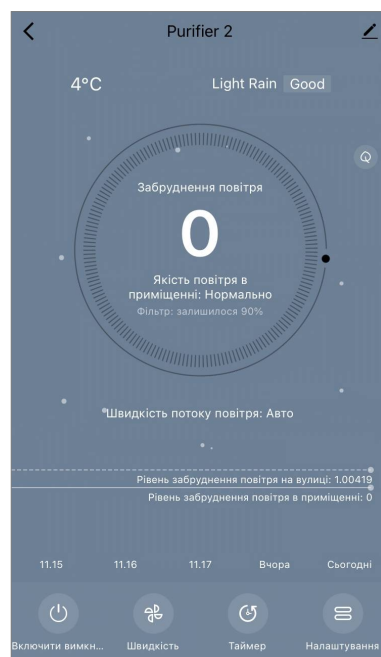 Purifier 2
4°C Light Rain Good
Забруднення повітря
0
Якість повітря в
приміщенні: Нормально
Фільтр: залишилося 90%
Швидкість потоку повітря: Авто
Рівень забруднення повітря на вулиці: 1.00419
Рівень забруднення повітря в приміщенні: 0
11.15 11.16 11.17 Вчора Сьогодні
Включити вимкн... Швидкість Таймер Налаштування